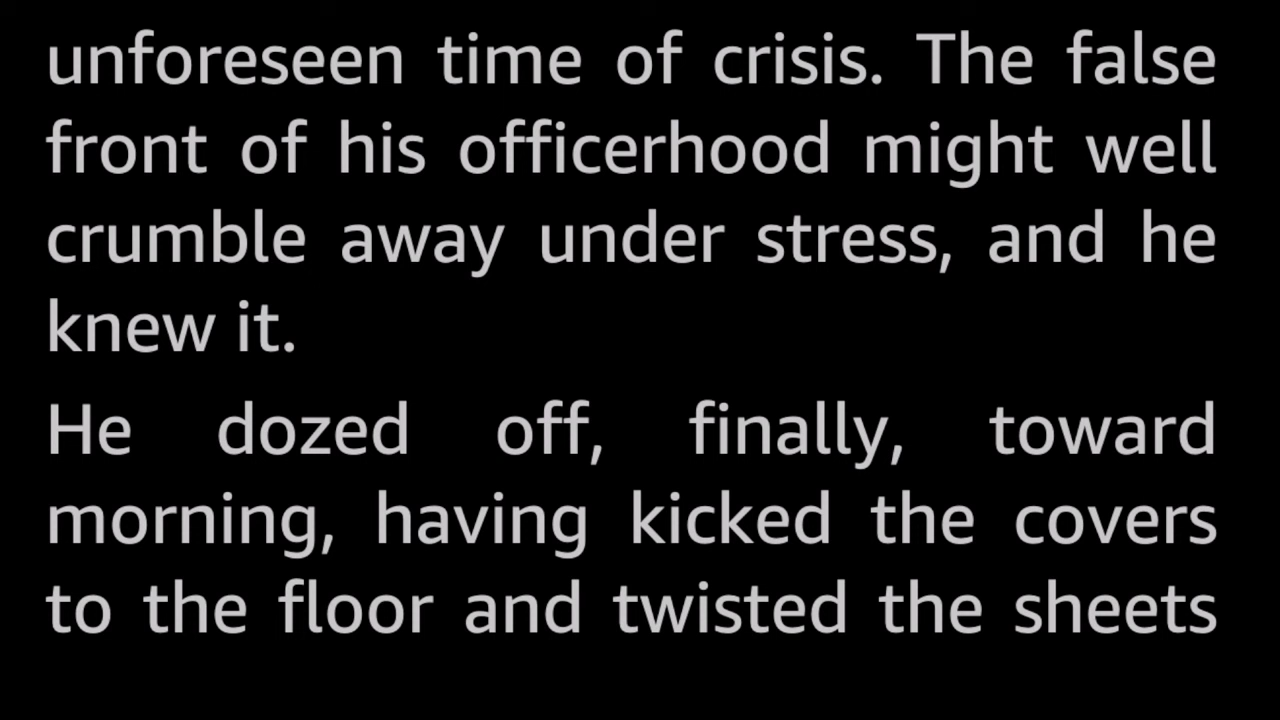 unforeseen time of crisis. The false
front of his officerhood might well
crumble away under stress, and he
knew it.
He dozed off, finally, toward
morning, having kicked the covers
to the floor and twisted the sheets